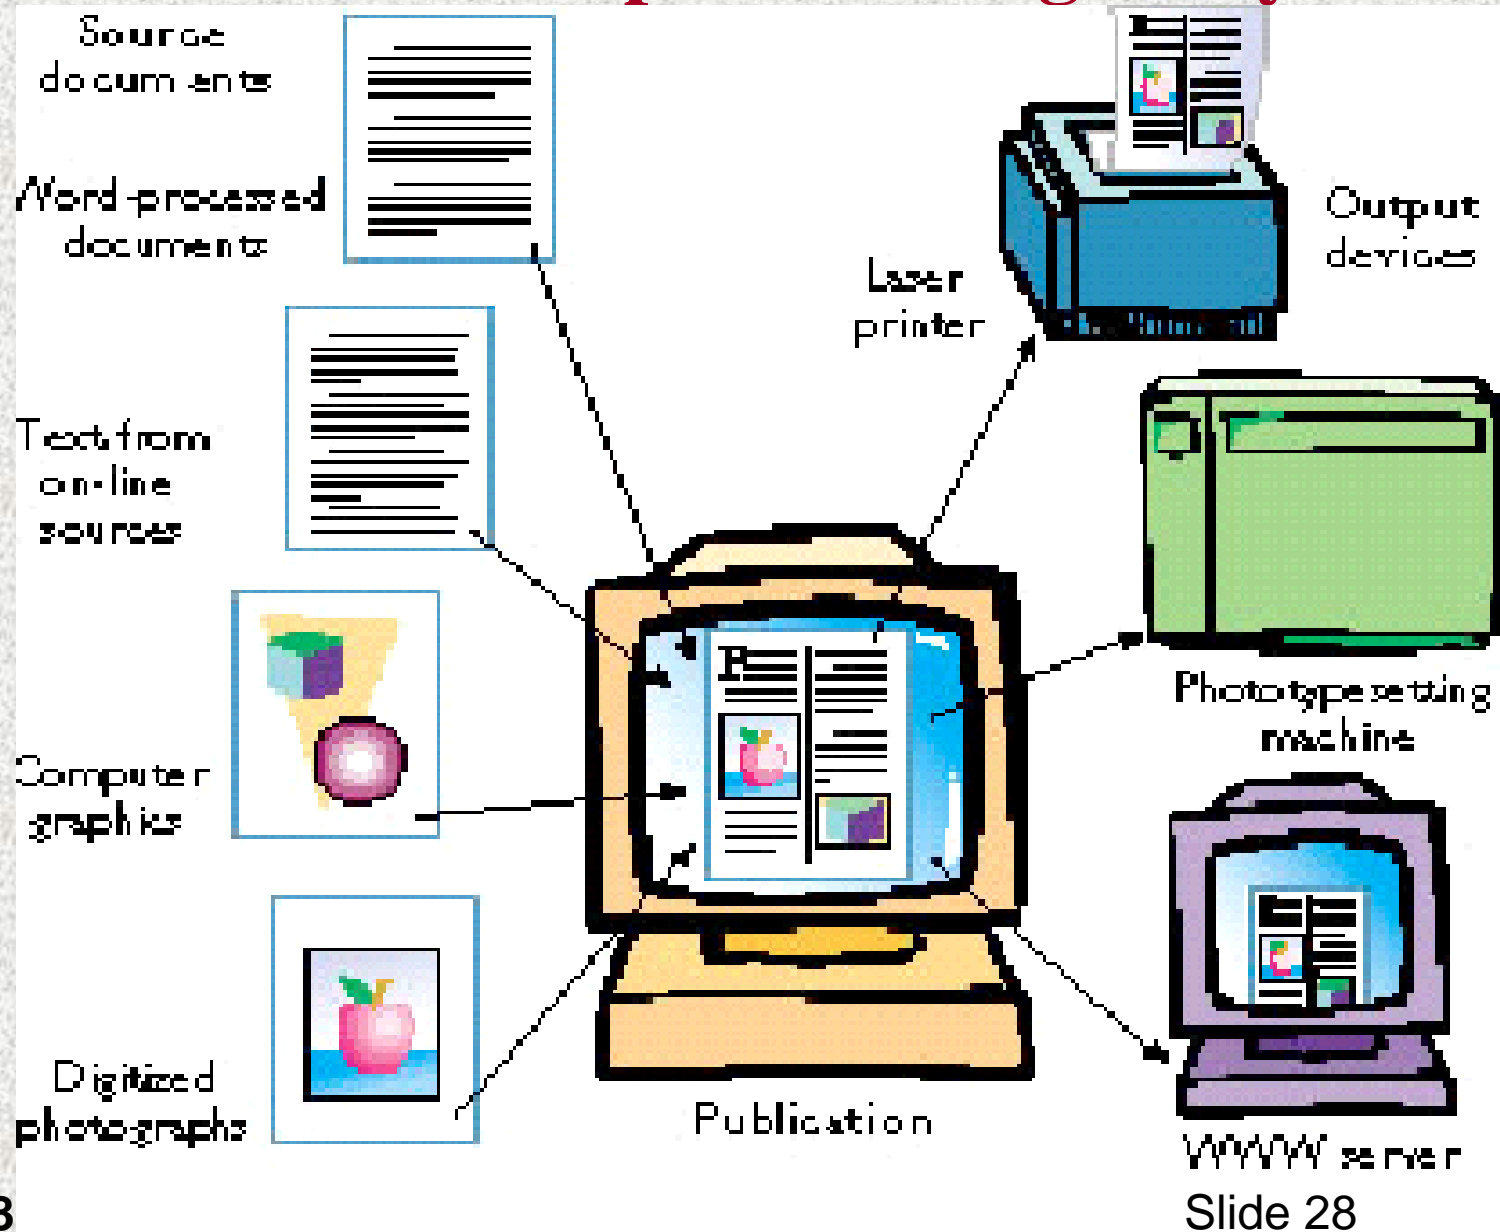 Source
documents
Word-processed
documents
Text from
on-line
sources
Computer
graphics
Digitized
photographs
Publication
Laser
printer
Output
devices
Phototypesetting
machine
WWW server
Slide 28